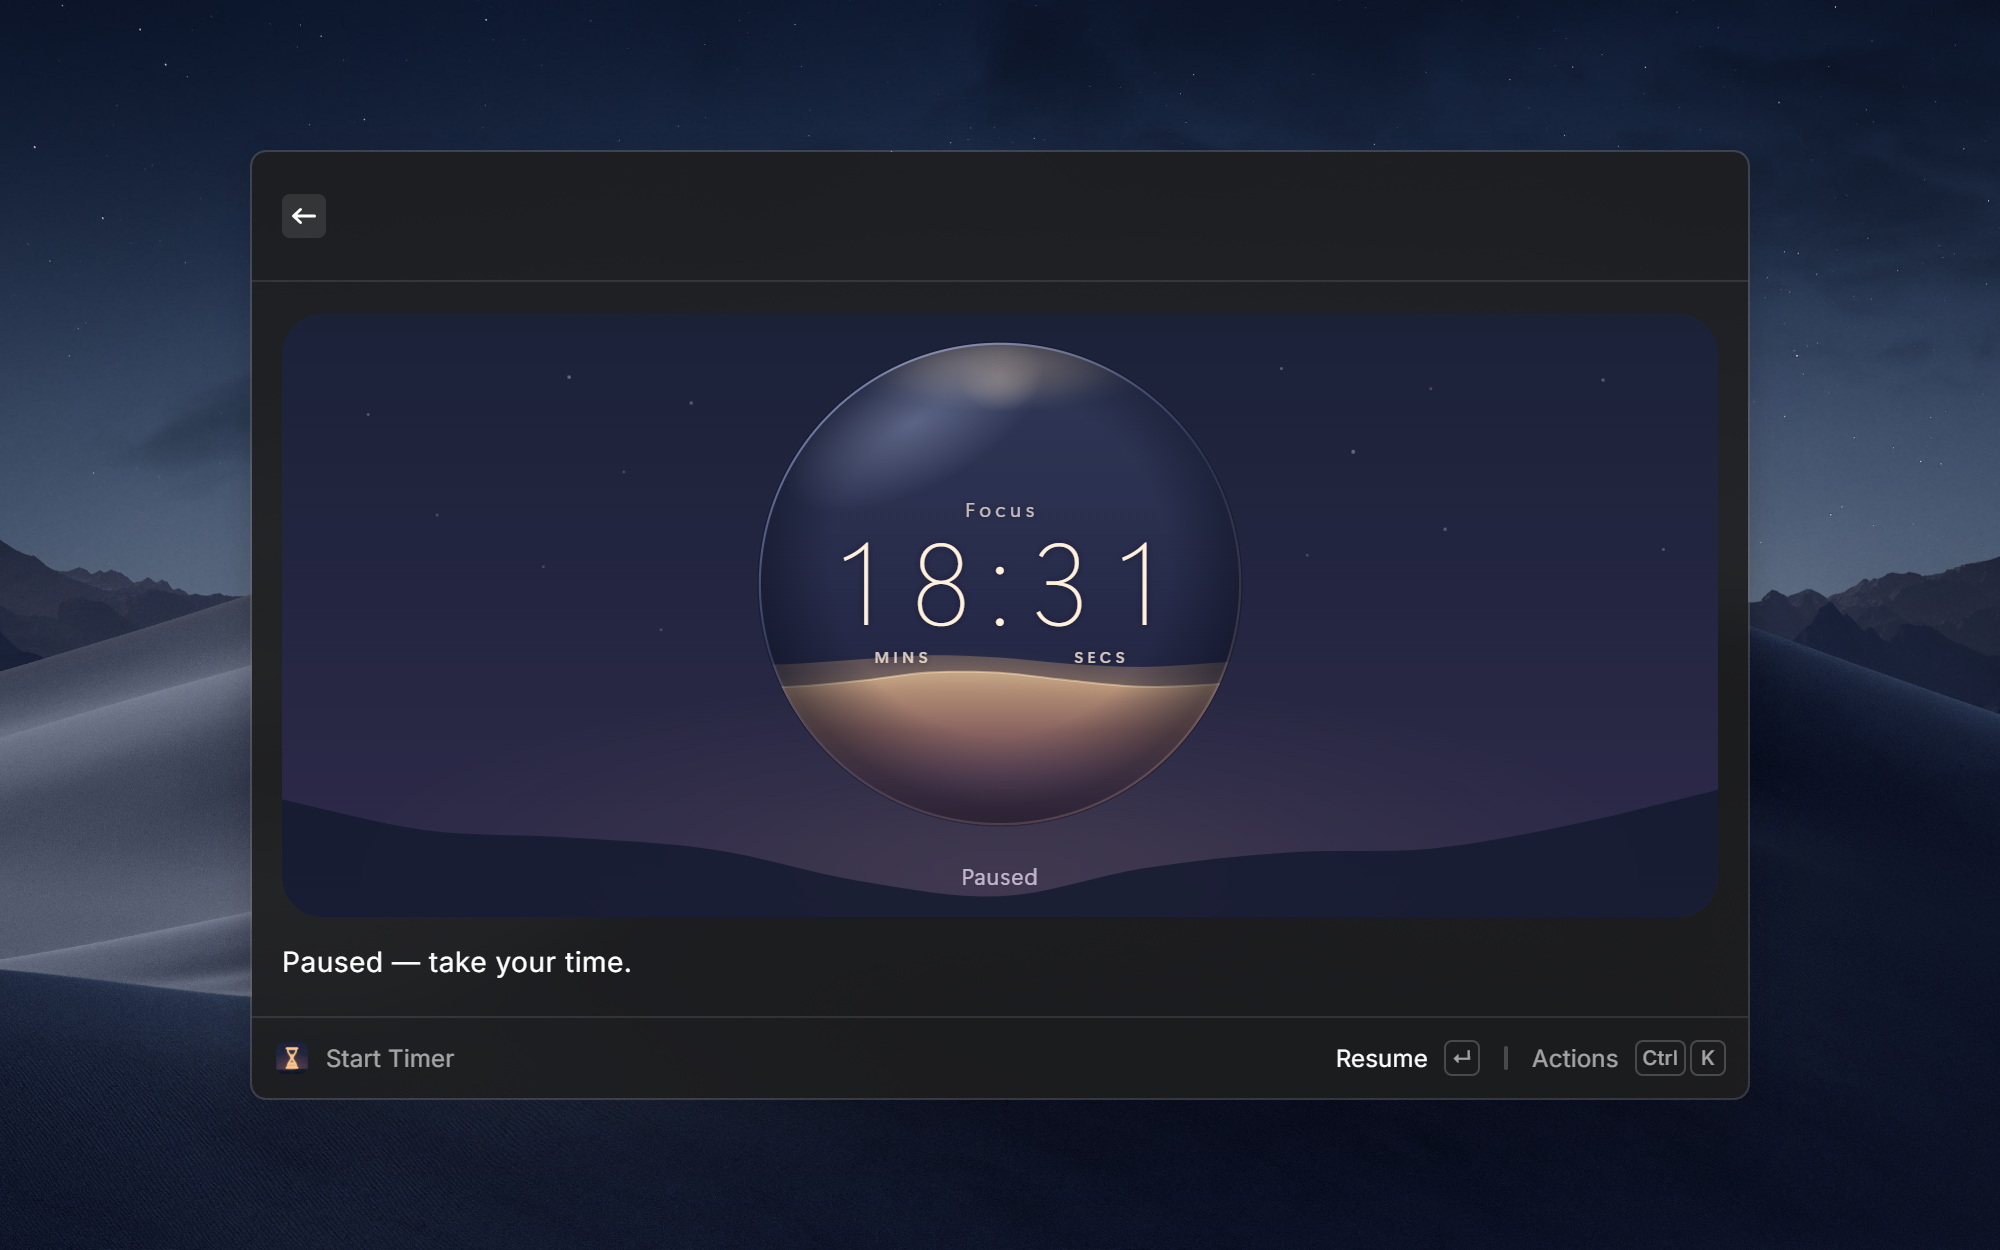 Focus
18:31
MINS SECS
Paused
Paused — take your time.
Start Timer Resume Actions Ctrl K